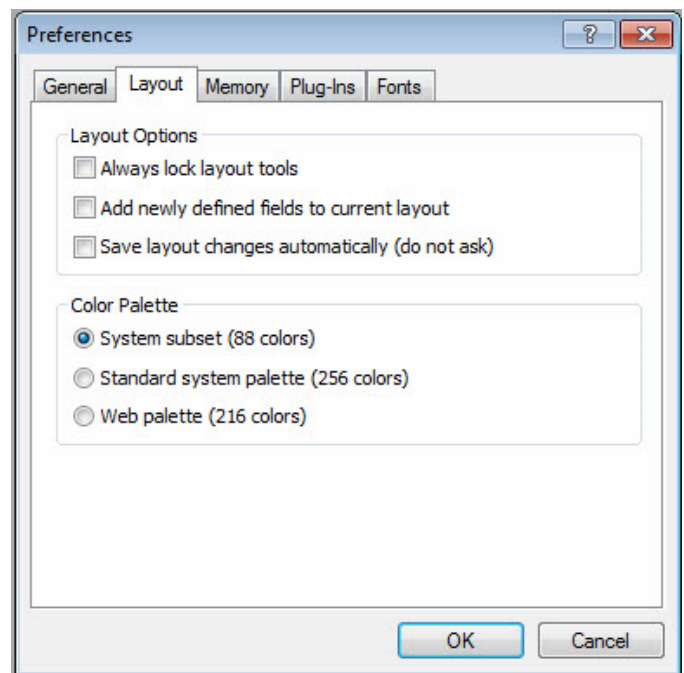 Preferences
General Layout Memory Plug-Ins Fonts
Layout Options
Always lock layout tools
Add newly defined fields to current layout
Save layout changes automatically (do not ask)
Color Palette
System subset (88 colors)
Standard system palette (256 colors)
Web palette (216 colors)
OK Cancel